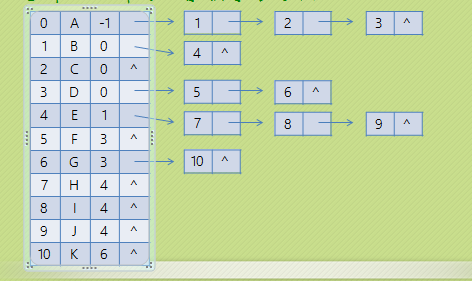 0 A -1 1 2 3 ^
1 B 0 4 ^
2 C 0 ^
3 D 0 5 6 ^
4 E 1 7 8 9 ^
5 F 3 ^
6 G 3 10 ^
7 H 4 ^
8 I 4 ^
9 J 4 ^
10 K 6 ^